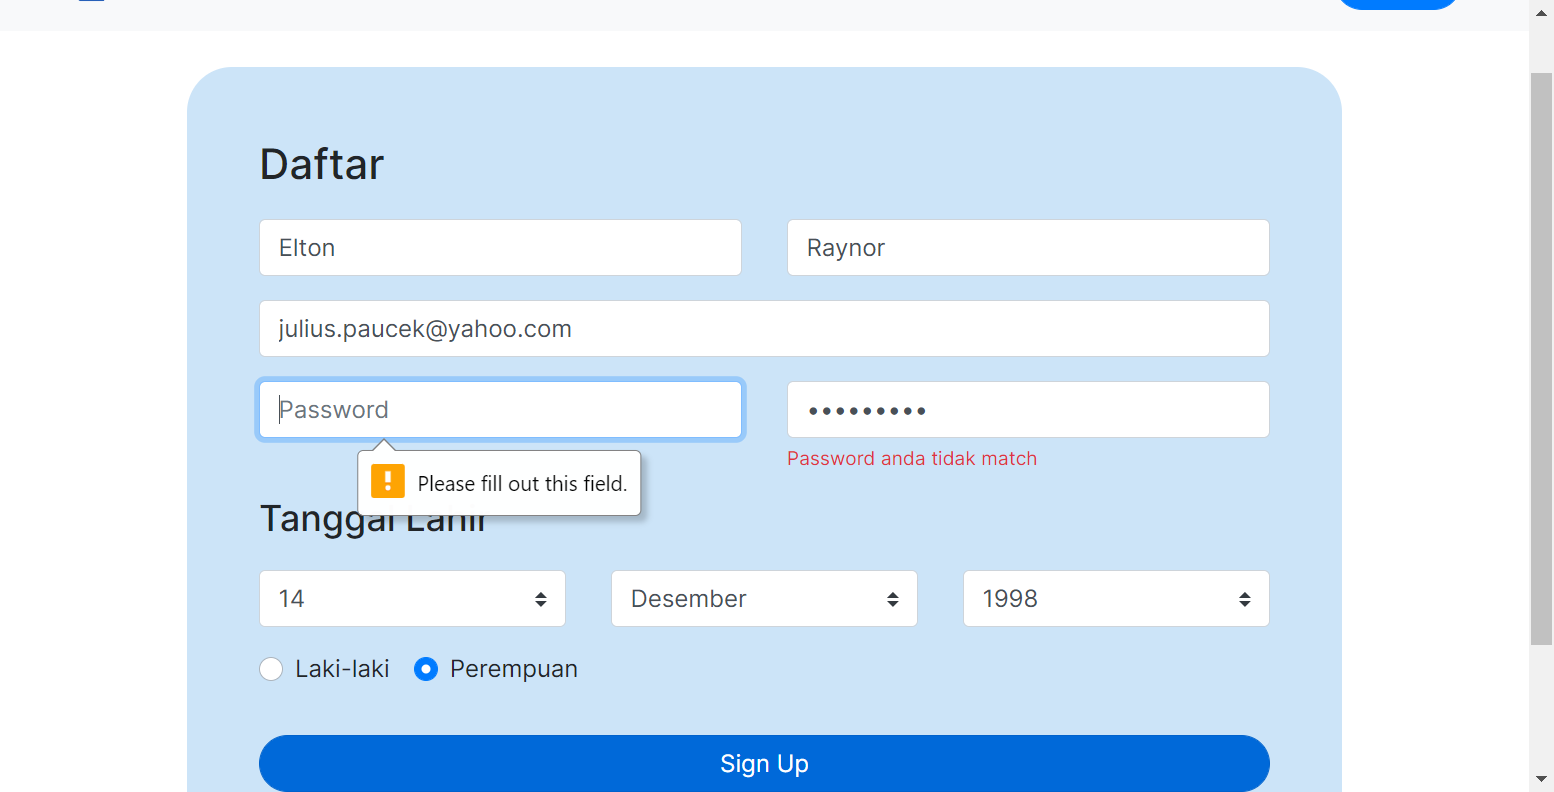 Daftar
Elton
Raynor
julius.paucek@yahoo.com
Password
Password anda tidak match
Please fill out this field.
Tanggal Lahir
14
Desember
1998
Laki-laki
Perempuan
Sign Up